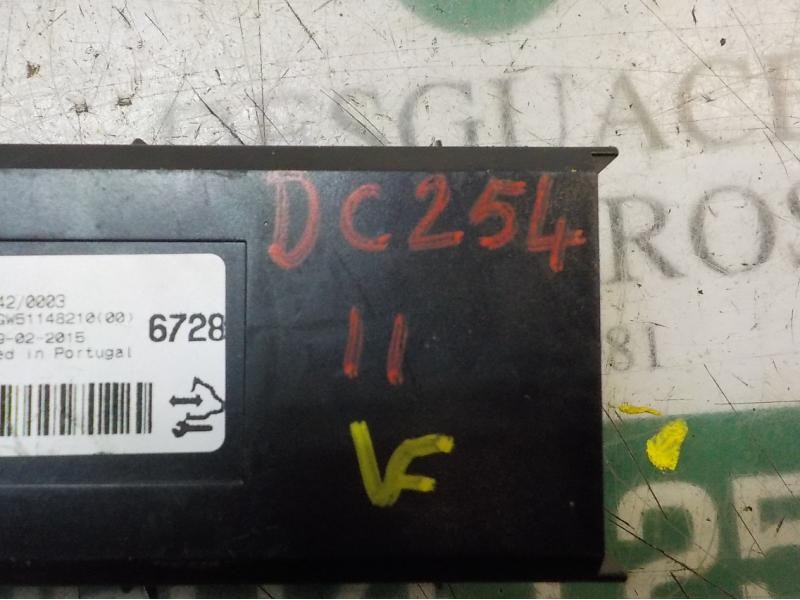 DC254
11
VF
42/0003
GW51148210(00)
9-02-2015
ed in Portugal
6728